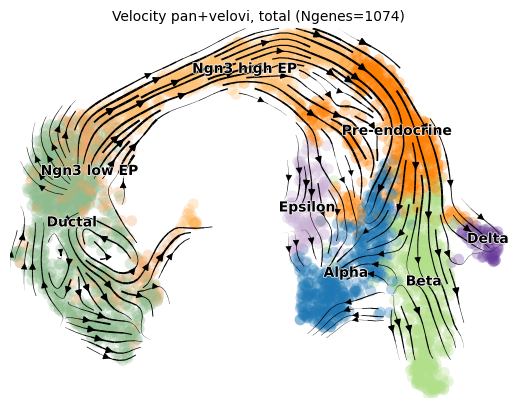 Velocity pan+velovi, total (Ngenes=1074)
Ngn3 high EP
Pre-endocrine
Ngn3 low EP
Epsilon
Ductal
Delta
Alpha
Beta